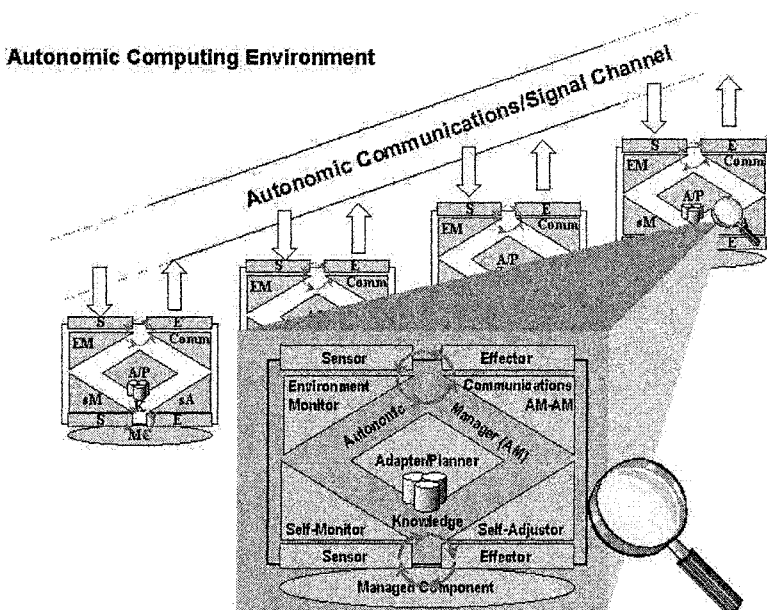 Autonomic Computing Environment
Autonomic Communications/Signal Channel
S E
EM Comm
A/P
sM sA
S E
MC
S E
EM Comm
S E
EM Comm
A/P
S E
EM Comm
A/P
sM A
E
Sensor Effector
Environment Communications
Monitor AM-AM
Autonomic Manager (AM)
Adapter/Planner
Knowledge
Self-Monitor Self-Adjustor
Sensor Effector
Managed Component